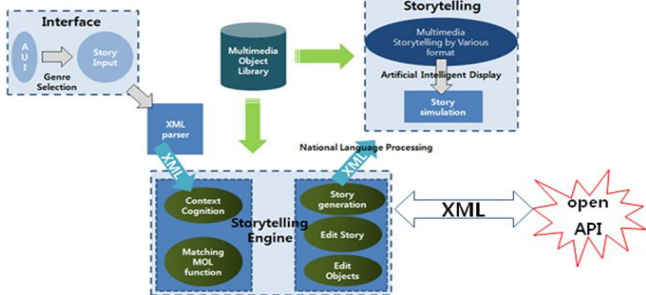 Interface
A
U
I
Genre
Selection
Story
Input
XML
parser
XML
Multimedia
Object
Library
Storytelling
Multimedia
Storytelling by Various
format
Artificial Intelligent Display
Story
simulation
National Language Processing
XML
Storytelling
Engine
Context
Cognition
Matching
MOL
function
Story
generation
Edit Story
Edit
Objects
XML
open
API